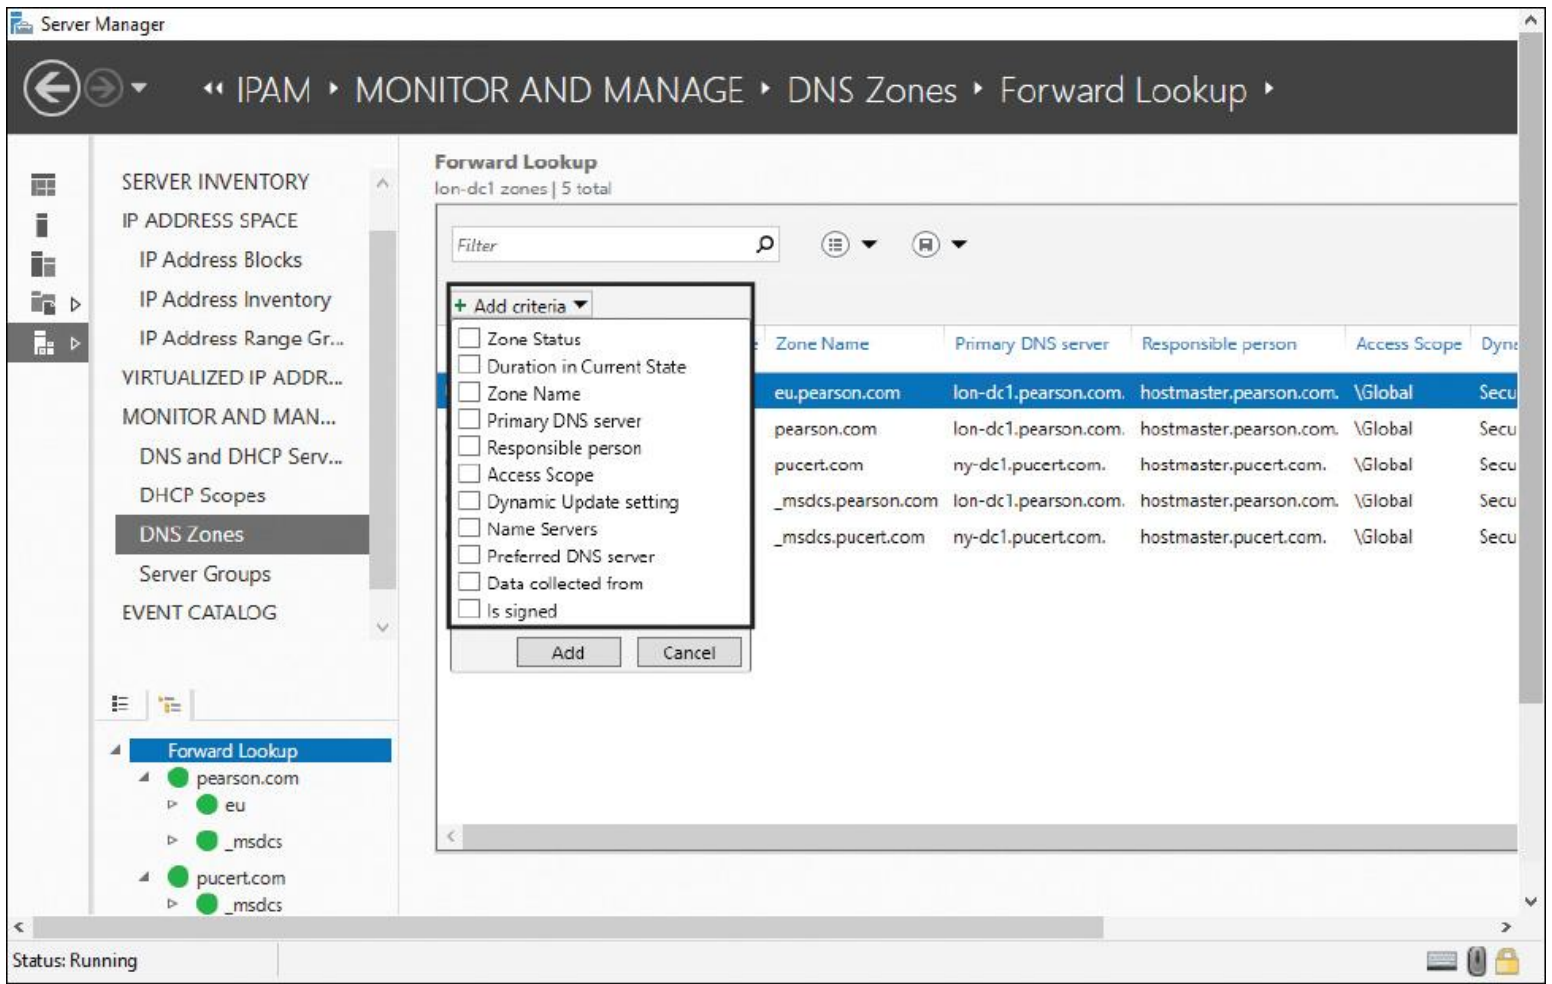 Server Manager
IPAM MONITOR AND MANAGE DNS Zones Forward Lookup
SERVER INVENTORY
IP ADDRESS SPACE
IP Address Blocks
IP Address Inventory
IP Address Range Gr...
VIRTUALIZED IP ADDR...
MONITOR AND MAN...
DNS and DHCP Serv...
DHCP Scopes
DNS Zones
Server Groups
EVENT CATALOG
Forward Lookup
pearson.com
eu
_msdcs
pucert.com
_msdcs
Forward Lookup
lon-dc1 zones | 5 total
Filter
+ Add criteria
Zone Status
Duration in Current State
Zone Name
Primary DNS server
Responsible person
Access Scope
Dynamic Update setting
Name Servers
Preferred DNS server
Data collected from
Is signed
Add Cancel
Zone Name Primary DNS server Responsible person Access Scope Dyna
eu.pearson.com lon-dc1.pearson.com. hostmaster.pearson.com. \Global Secu
pearson.com lon-dc1.pearson.com. hostmaster.pearson.com. \Global Secu
pucert.com ny-dc1.pucert.com. hostmaster.pucert.com. \Global Secu
_msdcs.pearson.com lon-dc1.pearson.com. hostmaster.pearson.com. \Global Secu
_msdcs.pucert.com ny-dc1.pucert.com. hostmaster.pucert.com. \Global Secu
Status: Running